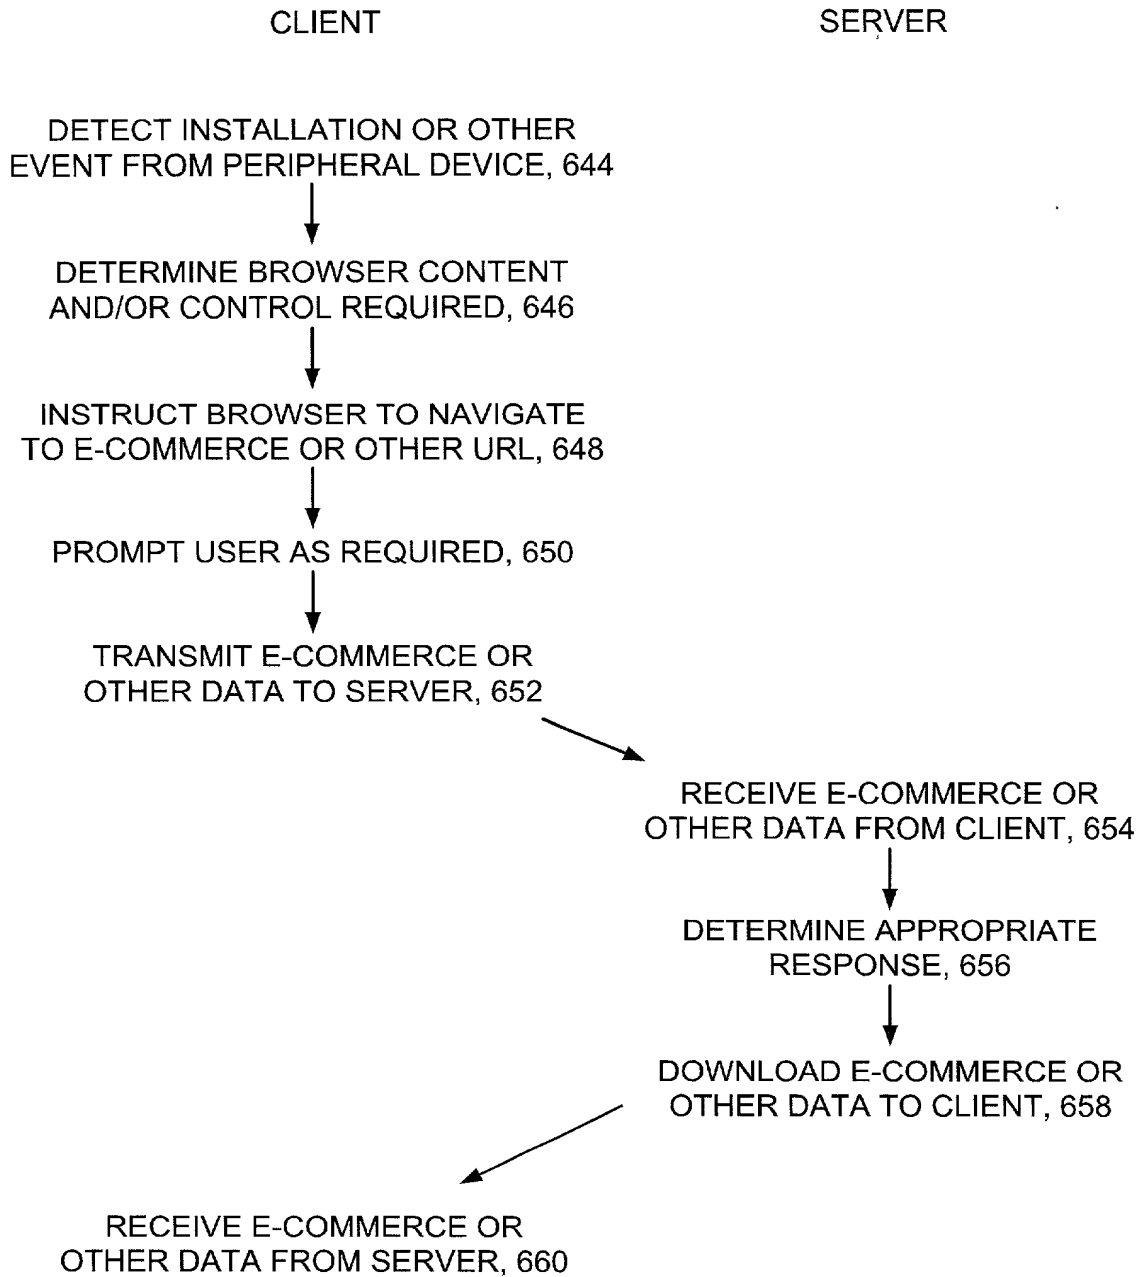 CLIENT
SERVER
DETECT INSTALLATION OR OTHER
EVENT FROM PERIPHERAL DEVICE, 644
DETERMINE BROWSER CONTENT
AND/OR CONTROL REQUIRED, 646
INSTRUCT BROWSER TO NAVIGATE
TO E-COMMERCE OR OTHER URL, 648
PROMPT USER AS REQUIRED, 650
TRANSMIT E-COMMERCE OR
OTHER DATA TO SERVER, 652
RECEIVE E-COMMERCE OR
OTHER DATA FROM CLIENT, 654
DETERMINE APPROPRIATE
RESPONSE, 656
DOWNLOAD E-COMMERCE OR
OTHER DATA TO CLIENT, 658
RECEIVE E-COMMERCE OR
OTHER DATA FROM SERVER, 660